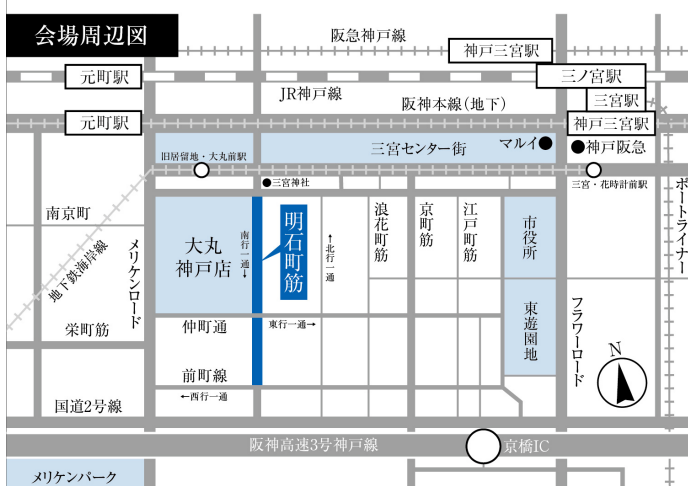 会場周辺図
阪急神戸線
神戸三宮駅
元町駅
三ノ宮駅
JR神戸線
三宮駅
阪神本線（地下）
元町駅
神戸三宮駅
旧居留地・大丸前駅
三宮センター街
マルイ●
●神戸阪急
●三宮神社
三宮・花時計前駅
ポートライナー
南京町
地下鉄海岸線
メリケンロード
大丸
神戸店
南行一通→
明石町筋
←北行一通
浪花町筋
京町筋
江戸町筋
市役所
栄町筋
仲町通
東行一通→
東遊園地
フラワーロード
N
前町線
←西行一通
国道2号線
阪神高速3号神戸線
京橋IC
メリケンパーク